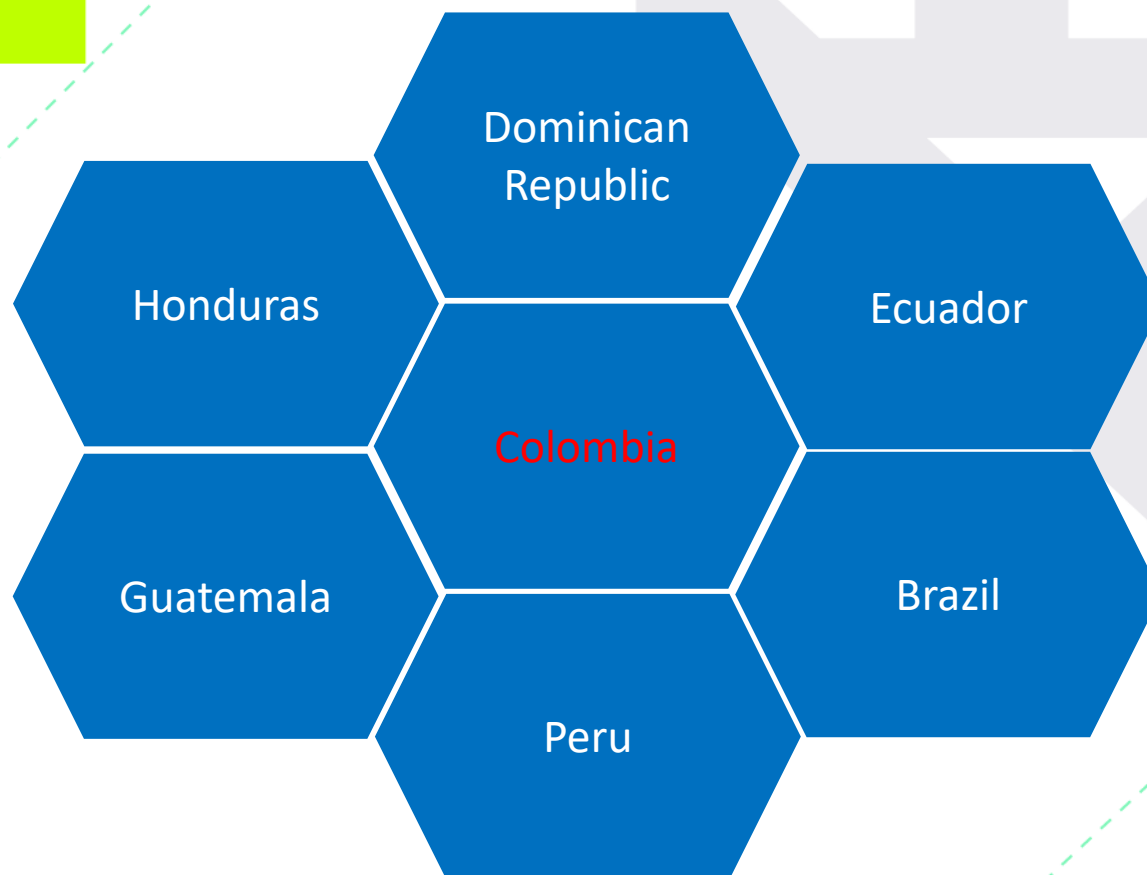 Dominican
Republic
Honduras
Ecuador
Colombia
Guatemala
Brazil
Peru